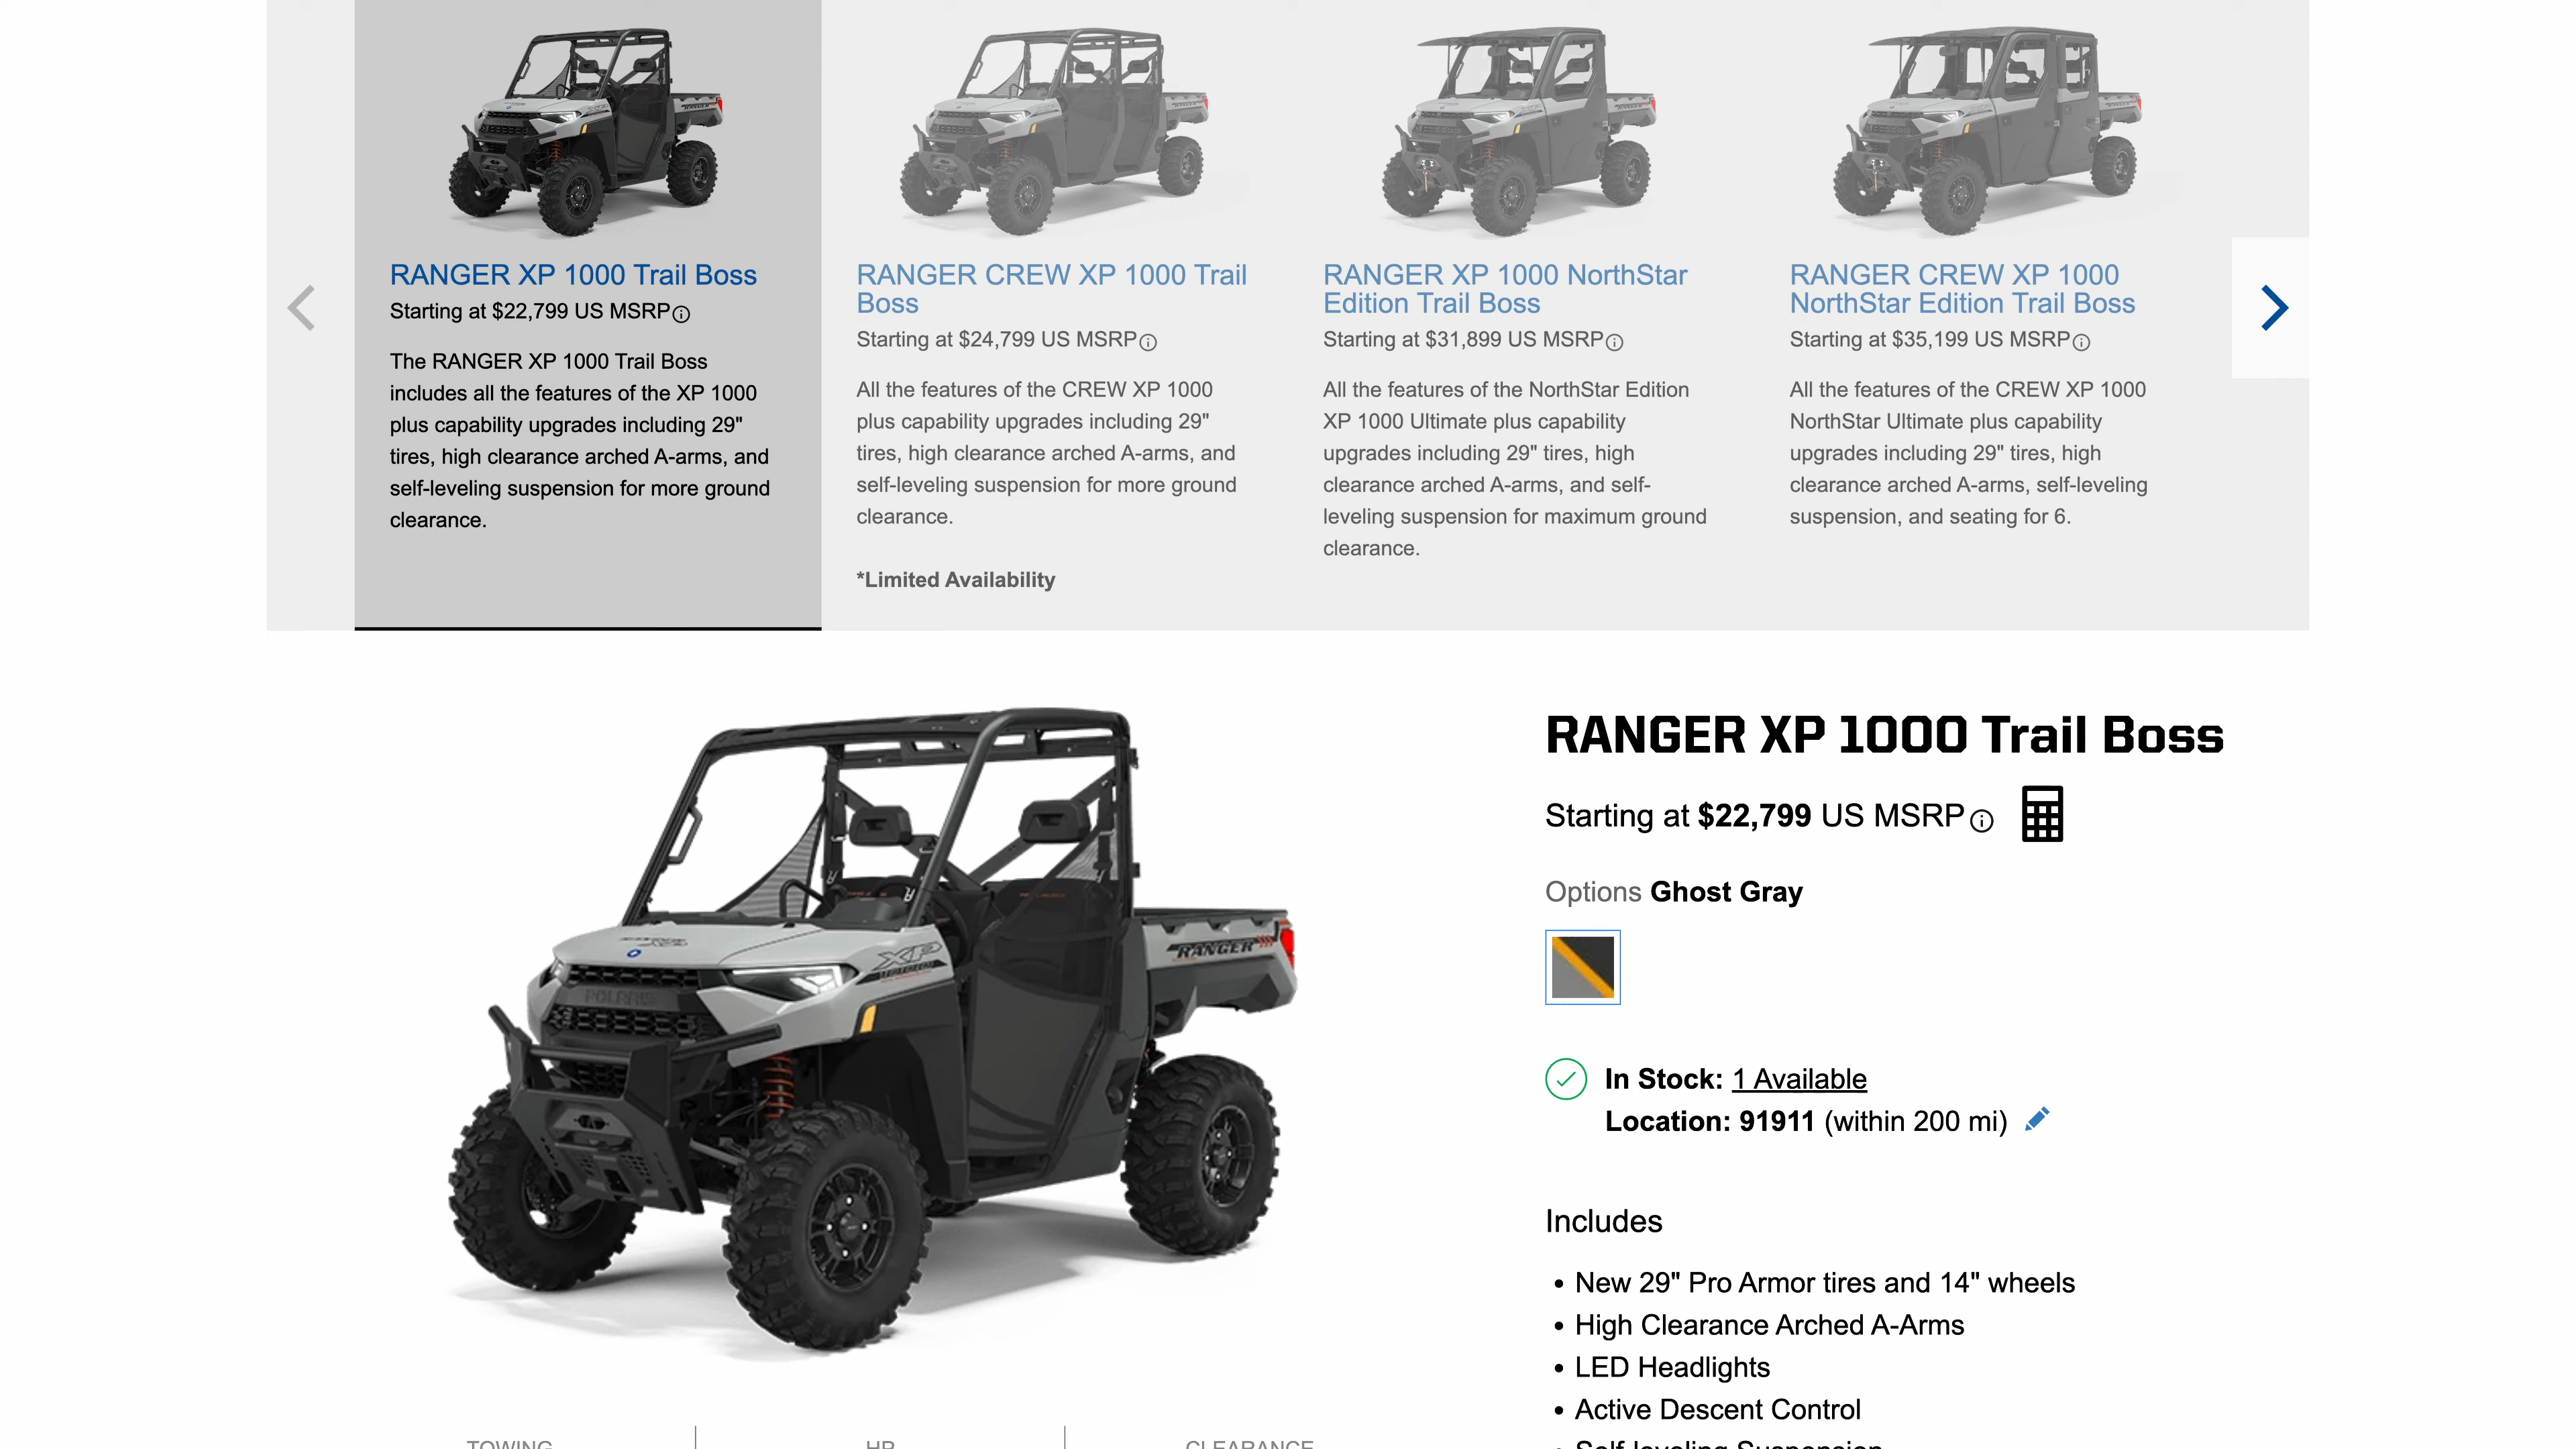 RANGER XP 1000 Trail Boss
Starting at $22,799 US MSRP
The RANGER XP 1000 Trail Boss
includes all the features of the XP 1000
plus capability upgrades including 29"
tires, high clearance arched A-arms, and
self-leveling suspension for more ground
clearance.
RANGER CREW XP 1000 Trail
Boss
Starting at $24,799 US MSRP
All the features of the CREW XP 1000
plus capability upgrades including 29"
tires, high clearance arched A-arms, and
self-leveling suspension for more ground
clearance.
*Limited Availability
RANGER XP 1000 NorthStar
Edition Trail Boss
Starting at $31,899 US MSRP
All the features of the NorthStar Edition
XP 1000 Ultimate plus capability
upgrades including 29" tires, high
clearance arched A-arms, and self-
leveling suspension for maximum ground
clearance.
RANGER CREW XP 1000
NorthStar Edition Trail Boss
Starting at $35,199 US MSRP
All the features of the CREW XP 1000
NorthStar Ultimate plus capability
upgrades including 29" tires, high
clearance arched A-arms, self-leveling
suspension, and seating for 6.
XP
1000
RANGER
POLARIS
RANGER XP 1000 Trail Boss
Starting at $22,799 US MSRP
Options Ghost Gray
In Stock: 1 Available
Location: 91911 (within 200 mi)
Includes
• New 29" Pro Armor tires and 14" wheels
• High Clearance Arched A-Arms
• LED Headlights
• Active Descent Control
• Self-leveling Suspension
TOWING
HP
CLEARANCE